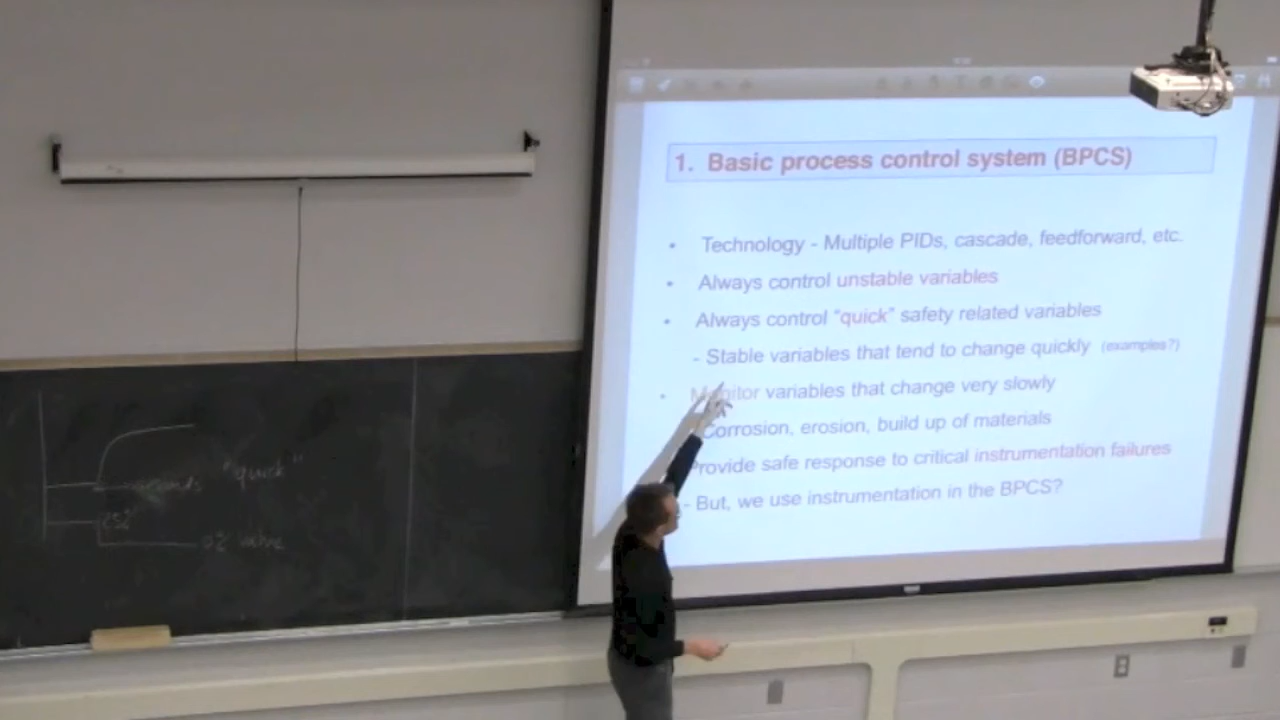 1. Basic process control system (BPCS)
• Technology - Multiple PIDs, cascade, feedforward, etc.
• Always control unstable variables
• Always control "quick" safety related variables
- Stable variables that tend to change quickly (examples?)
• Monitor variables that change very slowly
Corrosion, erosion, build up of materials
Provide safe response to critical instrumentation failures
- But, we use instrumentation in the BPCS?
"quick"